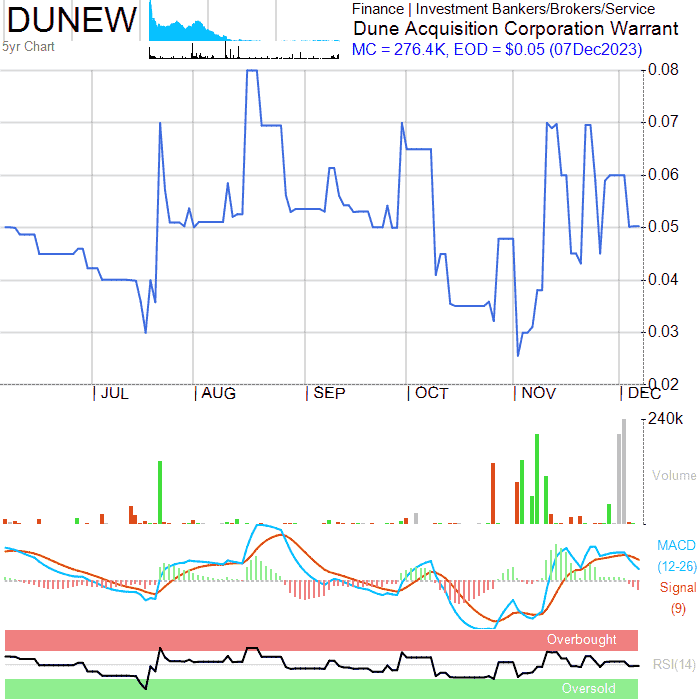 DUNEW
5yr Chart
Finance | Investment Bankers/Brokers/Service
Dune Acquisition Corporation Warrant
MC = 276.4K, EOD = $0.05 (07Dec2023)
0.08
0.07
0.06
0.05
0.04
0.03
0.02
JUL AUG SEP OCT NOV DEC
240k
Volume
MACD
(12-26)
Signal
(9)
Overbought
RSI(14)
Oversold